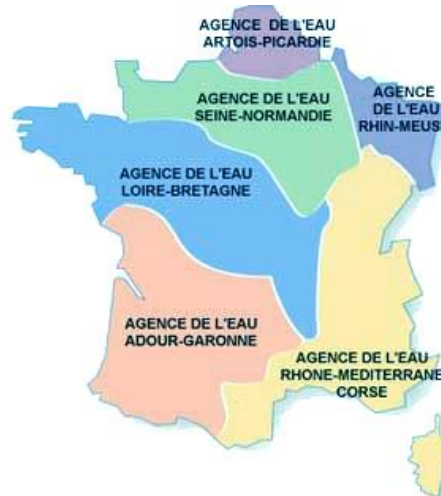 AGENCE DE L'EAU
ARTOIS-PICARDIE
AGENCE DE L'EAU
SEINE-NORMANDIE
AGENCE
DE L'EAU
RHIN-MEUS
AGENCE DE L'EAU
LOIRE-BRETAGNE
AGENCE DE L'EAU
ADOUR-GARONNE
AGENCE DE L'EAU
RHONE-MEDITERRANE
CORSE